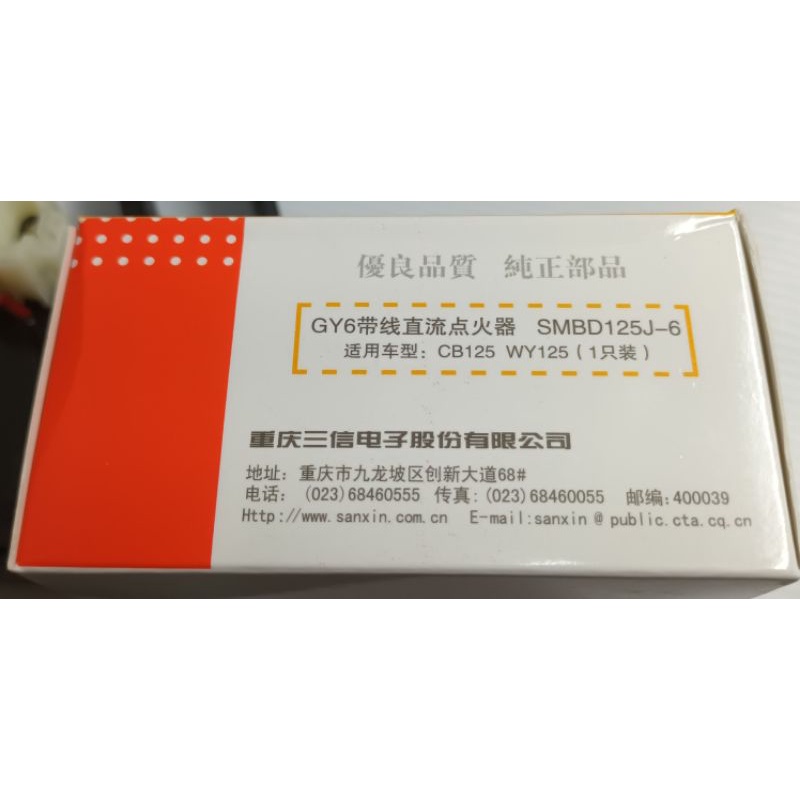 優良品質 純正部品
GY6带线直流点火器 SMBD125J-6
适用车型：CB125 WY125（1只装）
重庆三信电子股份有限公司
地址：重庆市九龙坡区创新大道68#
电话：(023)68460555 传真:(023)68460055 邮编:400039
Http://www.sanxin.com.cn E-mail:sanxin@public.cta.cq.cn